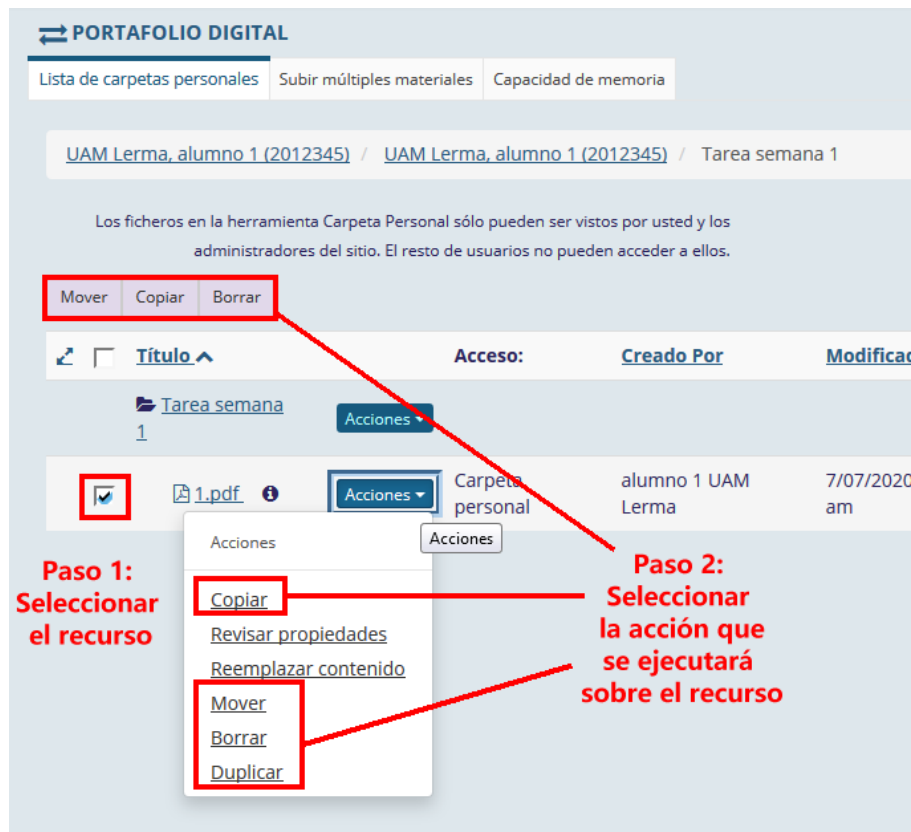 PORTAFOLIO DIGITAL
Lista de carpetas personales Subir múltiples materiales Capacidad de memoria
UAM Lerma, alumno 1 (2012345) / UAM Lerma, alumno 1 (2012345) / Tarea semana 1
Los ficheros en la herramienta Carpeta Personal sólo pueden ser vistos por usted y los
administradores del sitio. El resto de usuarios no pueden acceder a ellos.
Mover Copiar Borrar
Título Acceso: Creado Por Modificac
Tarea semana
1
Acciones
1.pdf Acciones
Carpeta
personal
alumno 1 UAM
Lerma
7/07/2020
am
Acciones
Acciones
Copiar
Revisar propiedades
Reemplazar contenido
Mover
Borrar
Duplicar
Paso 1:
Seleccionar
el recurso
Paso 2:
Seleccionar
la acción que
se ejecutará
sobre el recurso